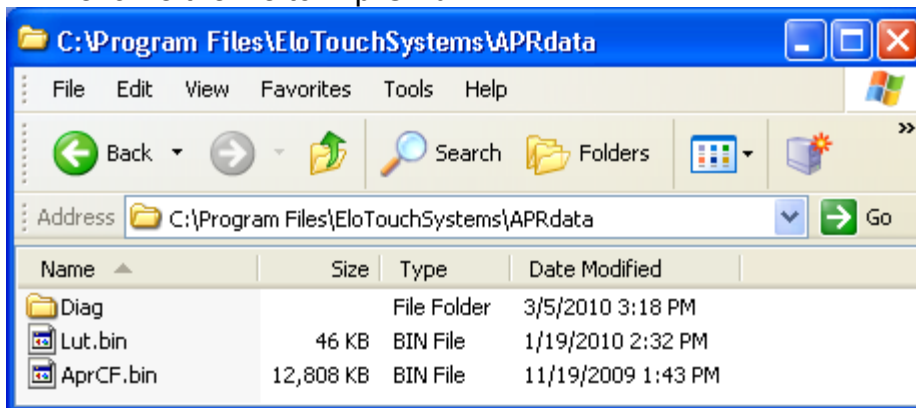 C:\Program Files\EloTouchSystems\APRdata
File Edit View Favorites Tools Help
Back Search Folders
Address C:\Program Files\EloTouchSystems\APRdata Go
Name Size Type Date Modified
Diag File Folder 3/5/2010 3:18 PM
Lut.bin 46 KB BIN File 1/19/2010 2:32 PM
AprCF.bin 12,808 KB BIN File 11/19/2009 1:43 PM